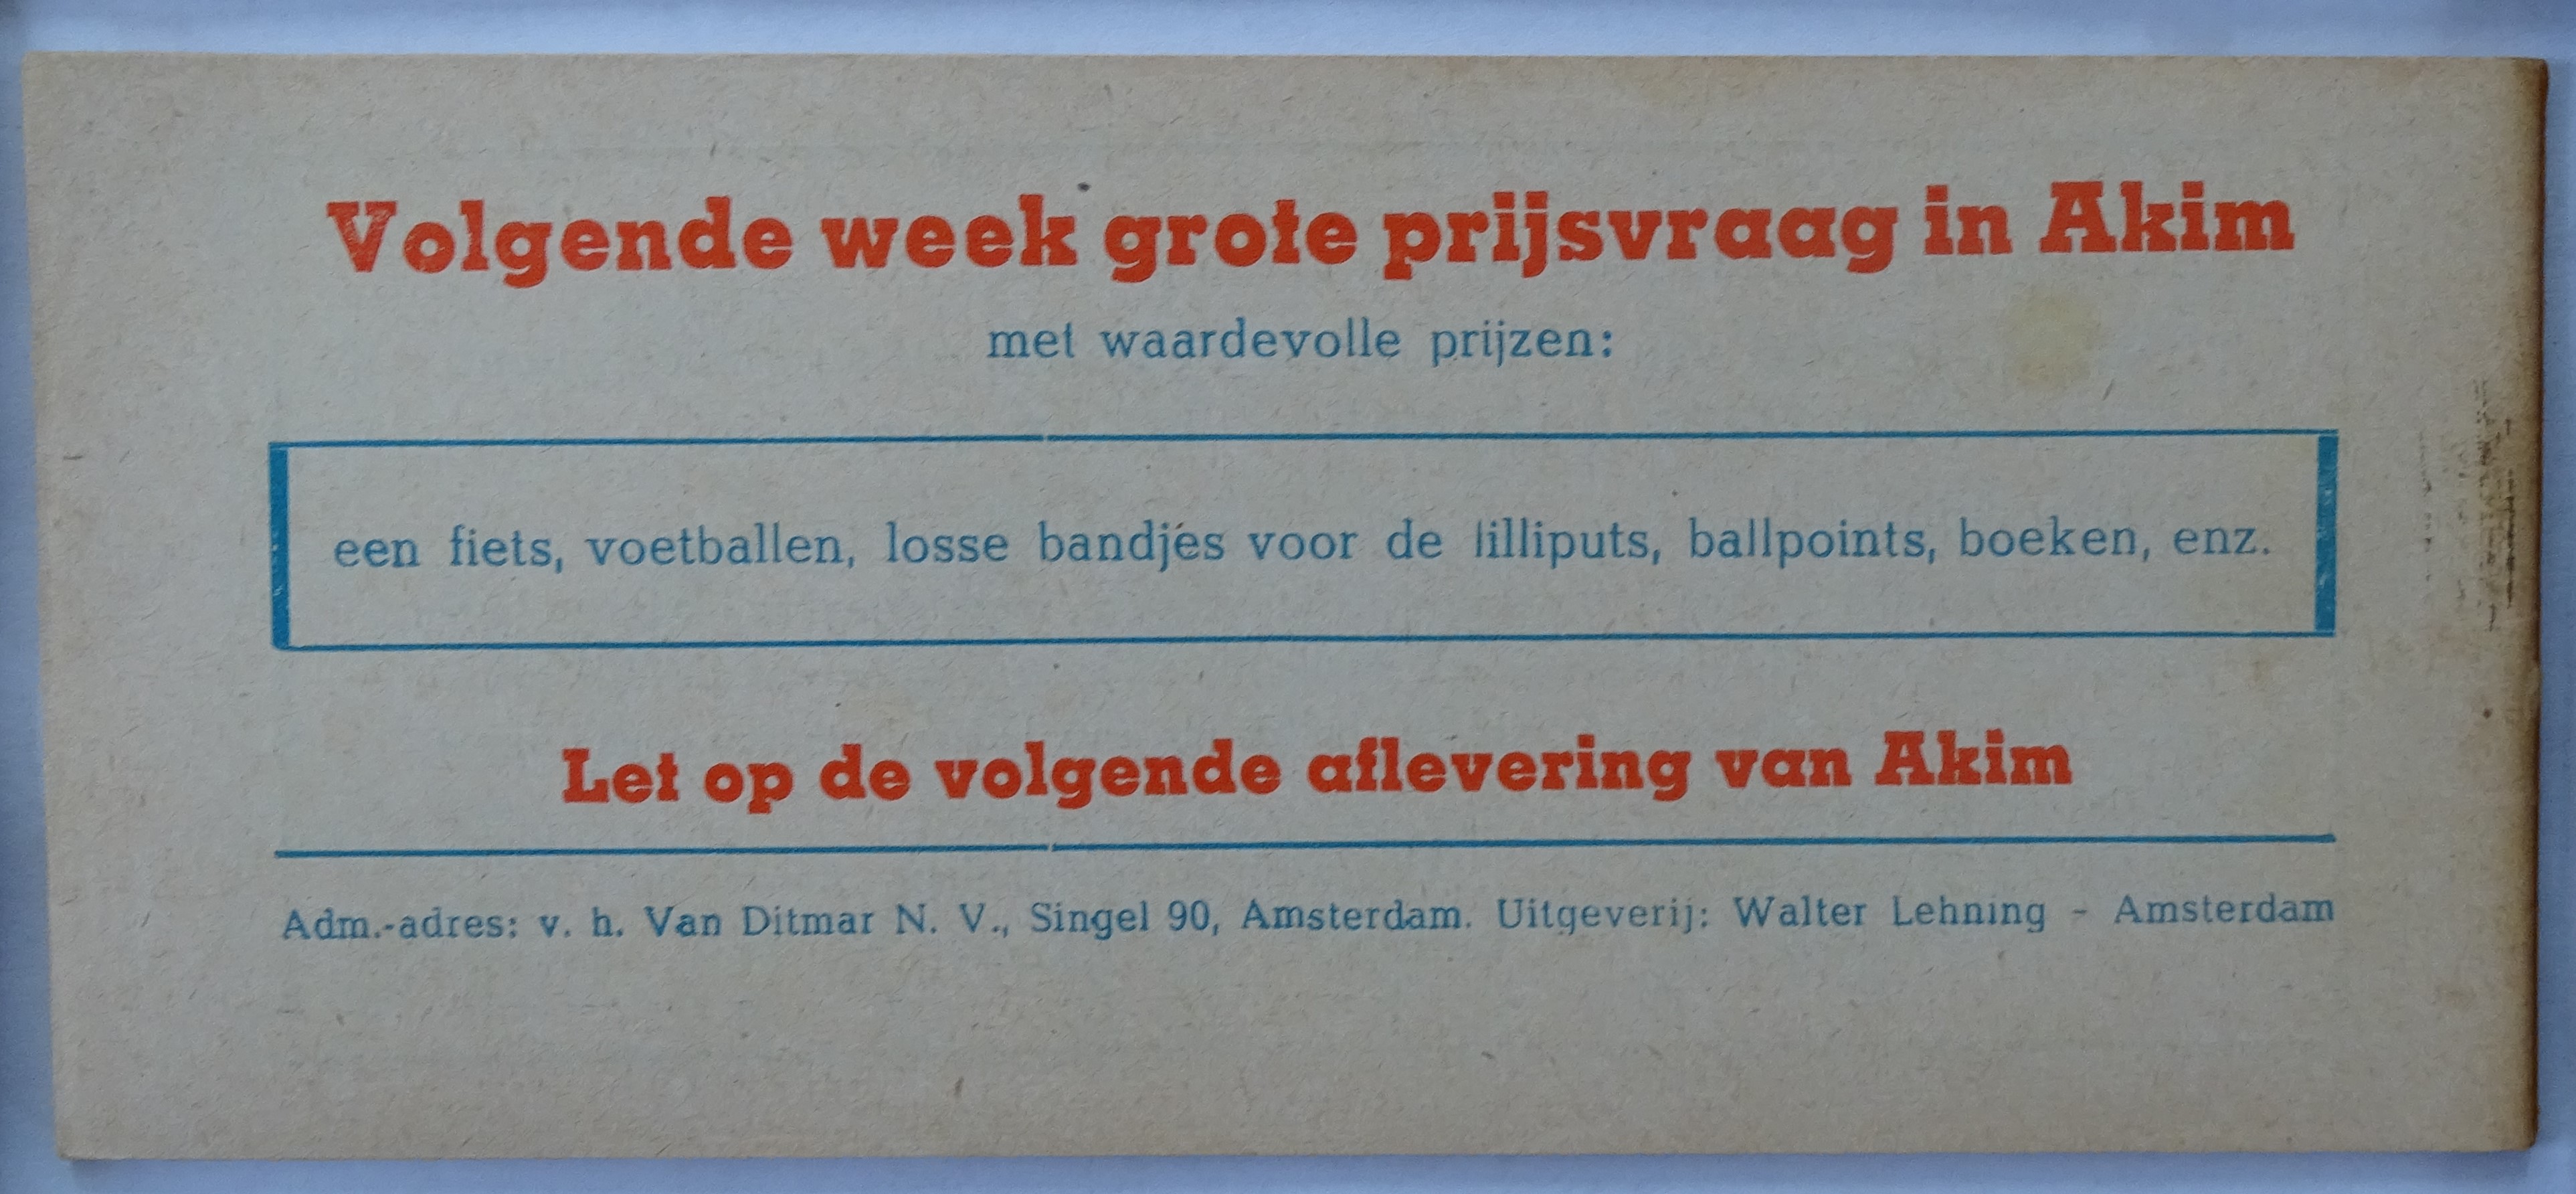 Volgende week grote prijsvraag in Akim
met waardevolle prijzen:
een fiets, voetballen, losse bandjes voor de lilliputs, ballpoints, boeken, enz.
Let op de volgende aflevering van Akim
Adm.-adres: v. h. Van Ditmar N. V., Singel 90, Amsterdam. Uitgeverij: Walter Lehning - Amsterdam